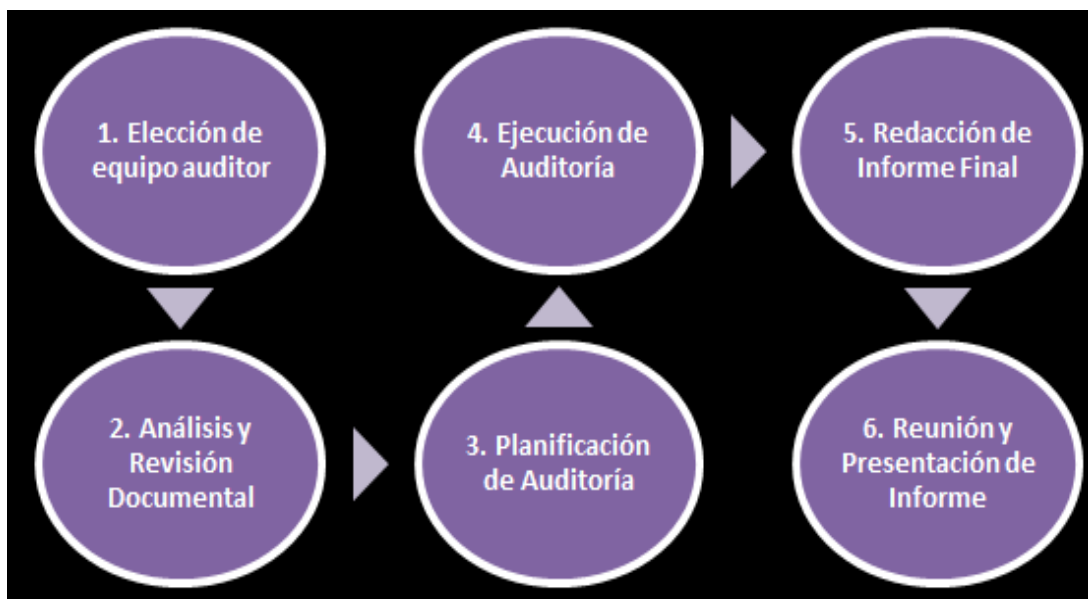 1. Elección de
equipo auditor
2. Análisis y
Revisión
Documental
3. Planificación
de Auditoría
4. Ejecución de
Auditoría
5. Redacción de
Informe Final
6. Reunión y
Presentación de
Informe